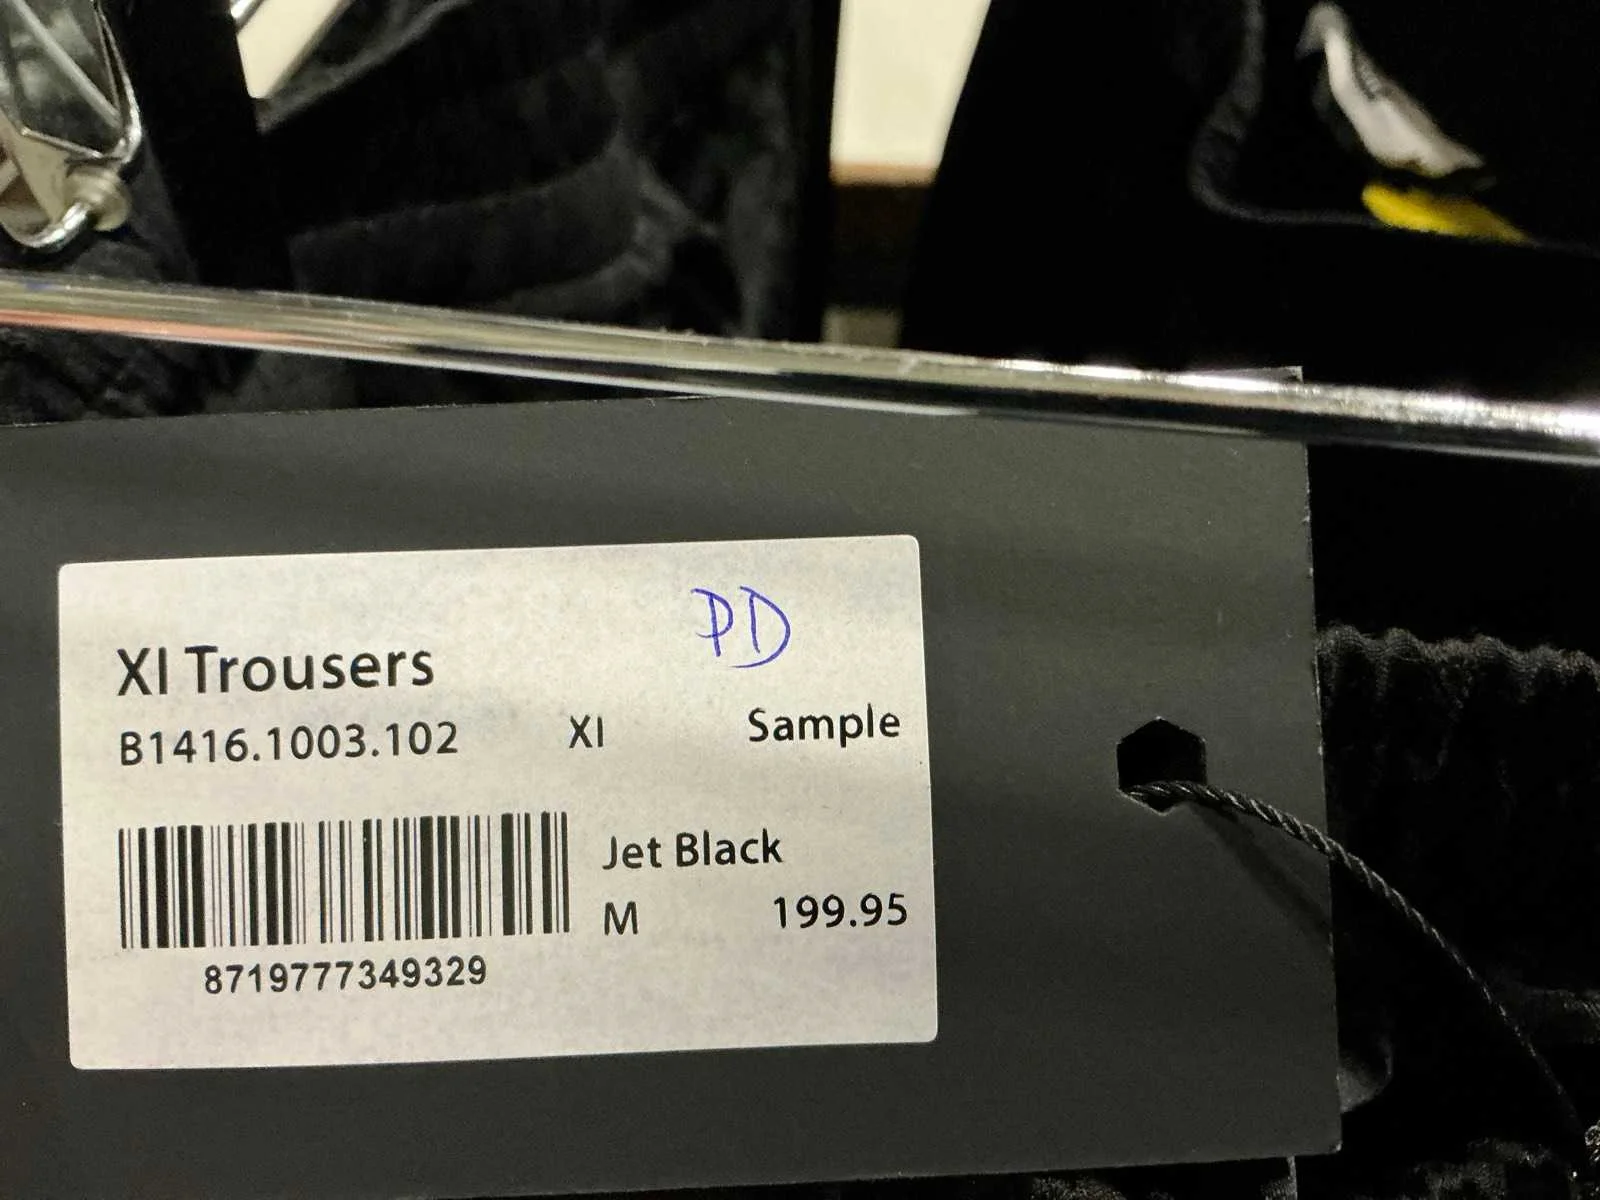 PD
XI Trousers
B1416.1003.102 XI Sample
Jet Black
M 199.95
8719777349329